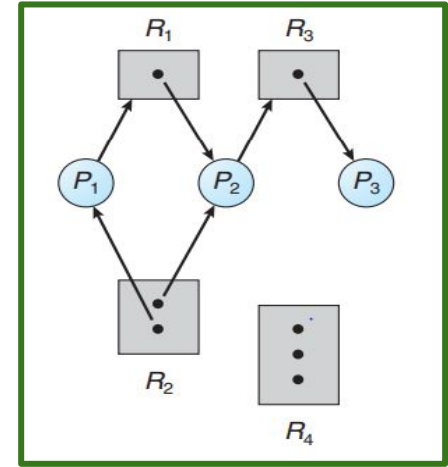 R₁ R₃
P₁ P₂ P₃
R₂
R₄